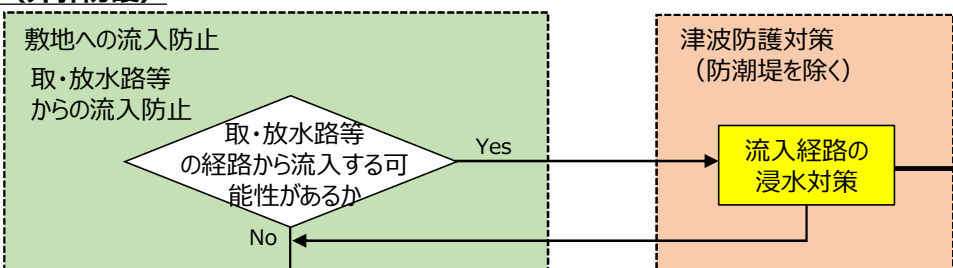 敷地への流入防止
取・放水路等
からの流入防止
取・放水路等
の経路から流入する可
能性があるか
Yes
No
津波防護対策
（防潮堤を除く）
流入経路の
浸水対策